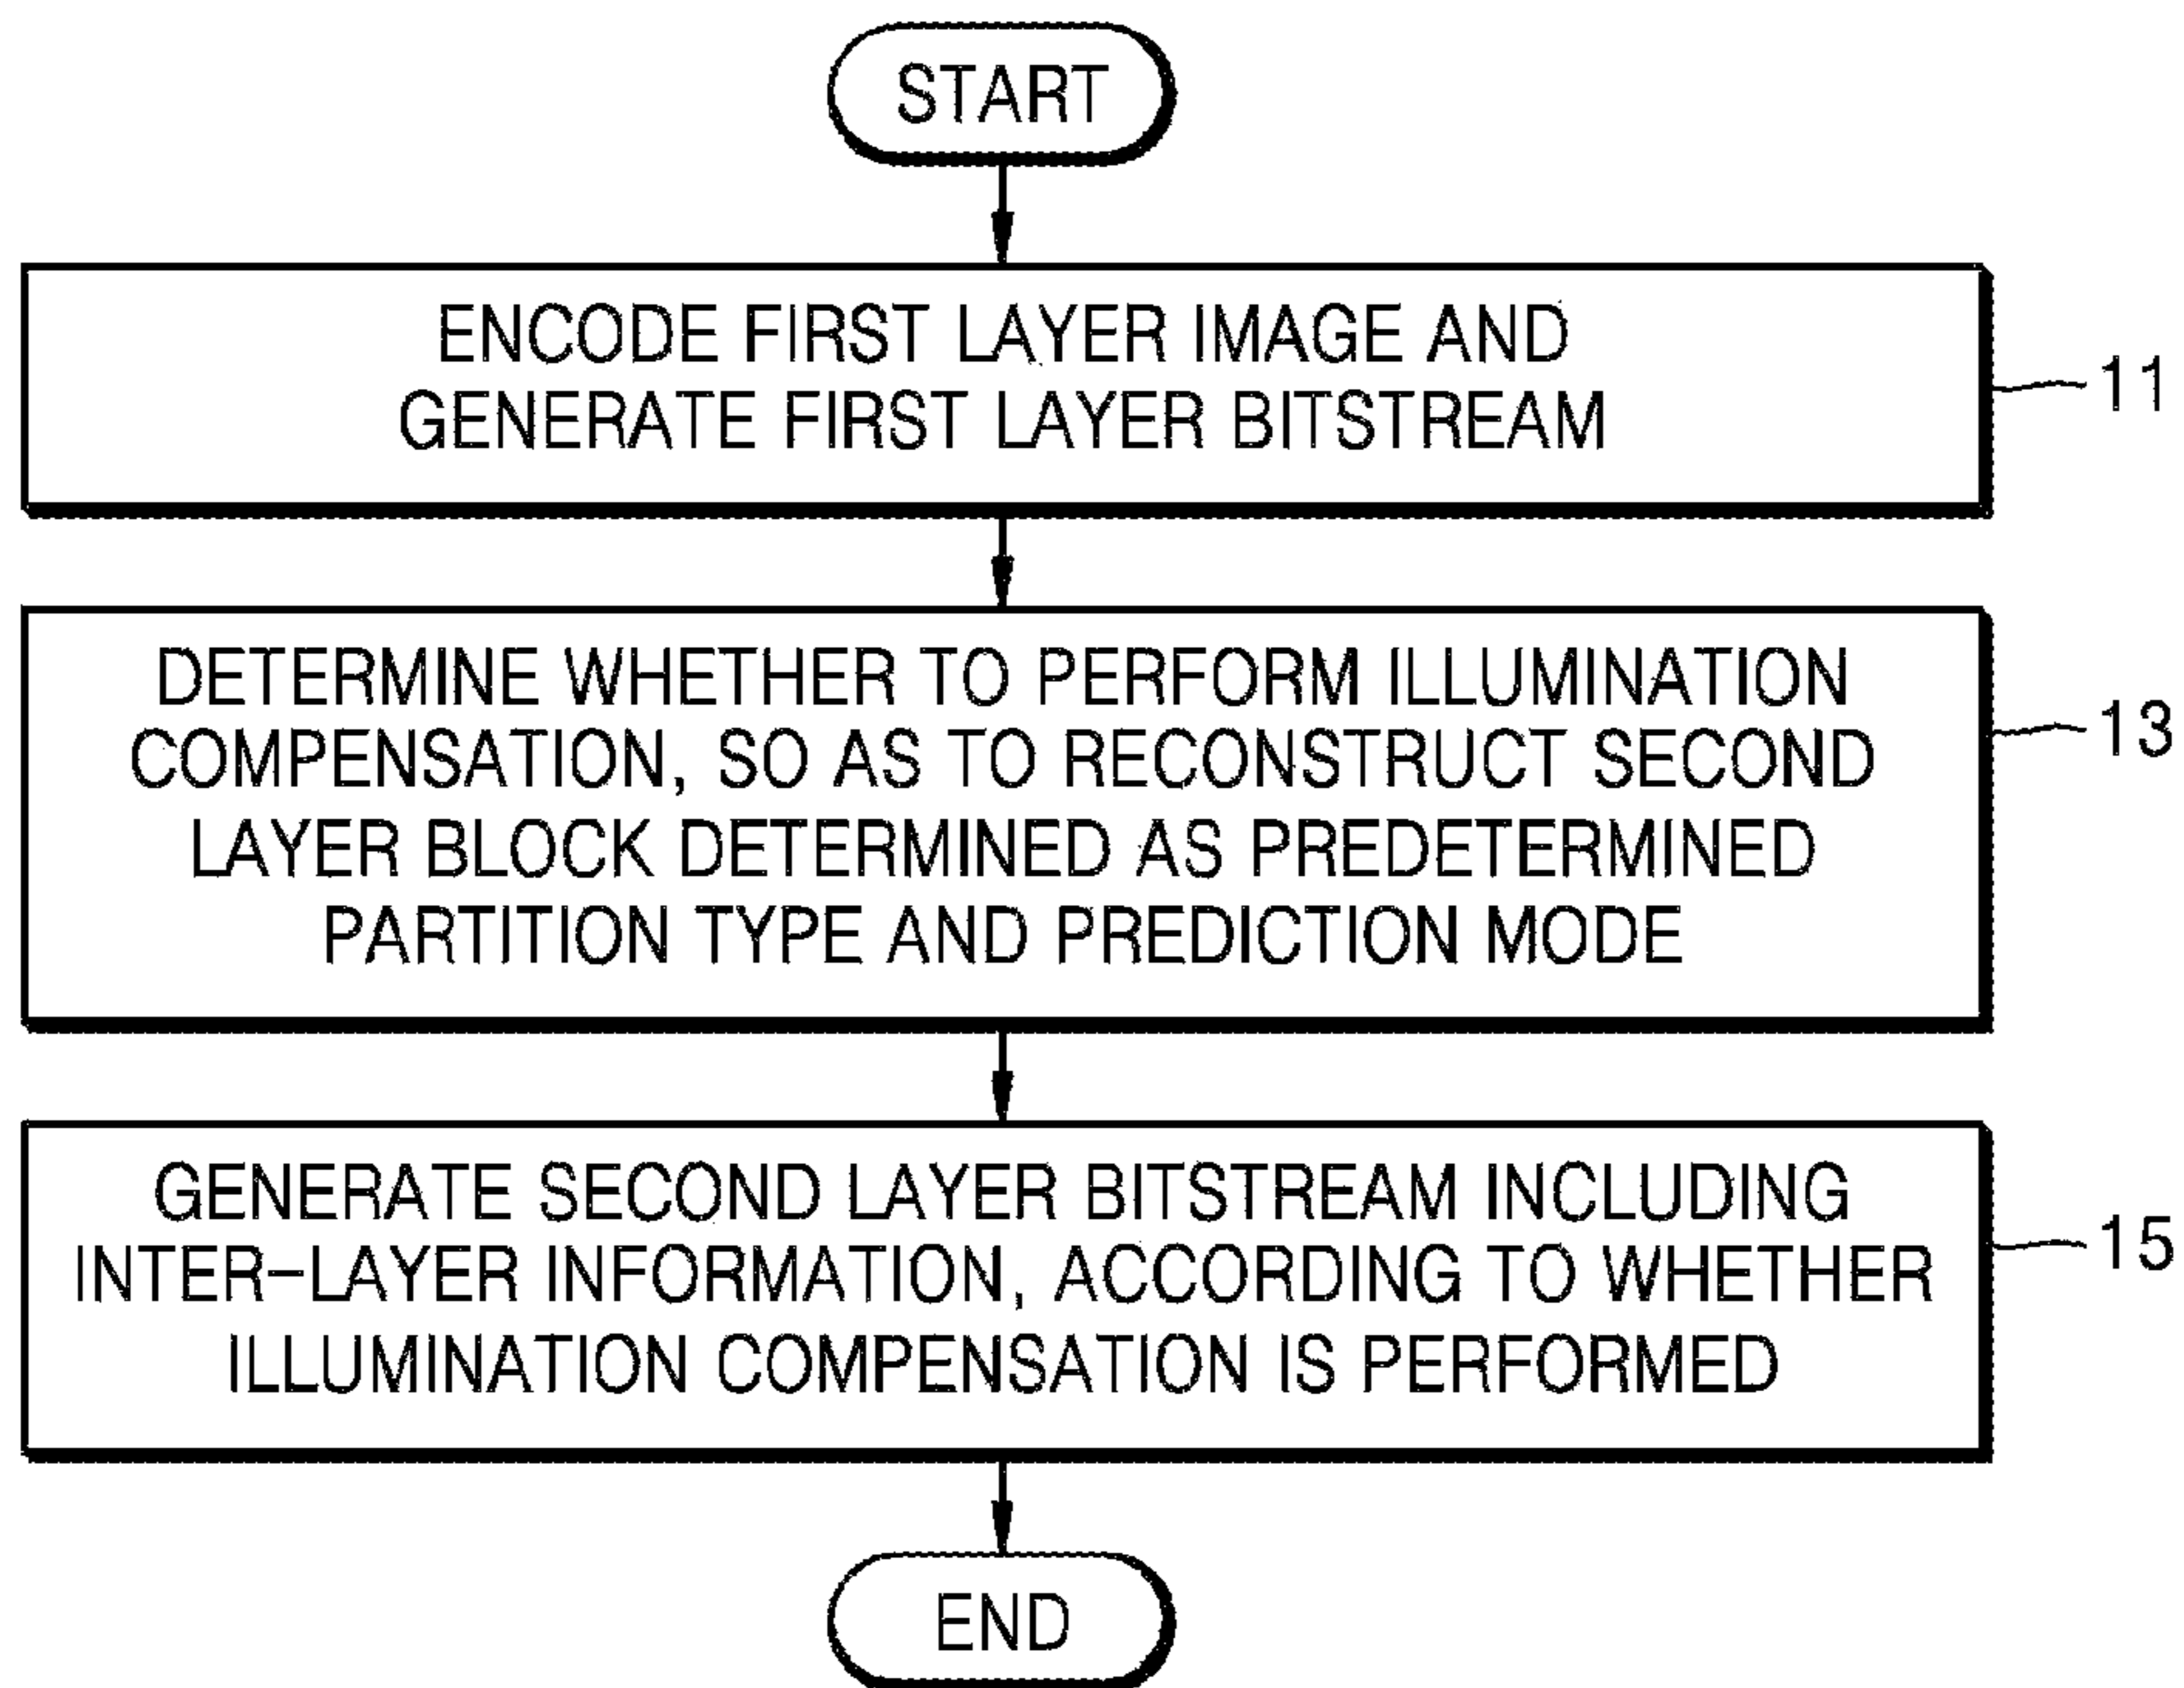 START
ENCODE FIRST LAYER IMAGE AND
GENERATE FIRST LAYER BITSTREAM
11
DETERMINE WHETHER TO PERFORM ILLUMINATION
COMPENSATION, SO AS TO RECONSTRUCT SECOND
LAYER BLOCK DETERMINED AS PREDETERMINED
PARTITION TYPE AND PREDICTION MODE
13
GENERATE SECOND LAYER BITSTREAM INCLUDING
INTER-LAYER INFORMATION, ACCORDING TO WHETHER
ILLUMINATION COMPENSATION IS PERFORMED
15
END